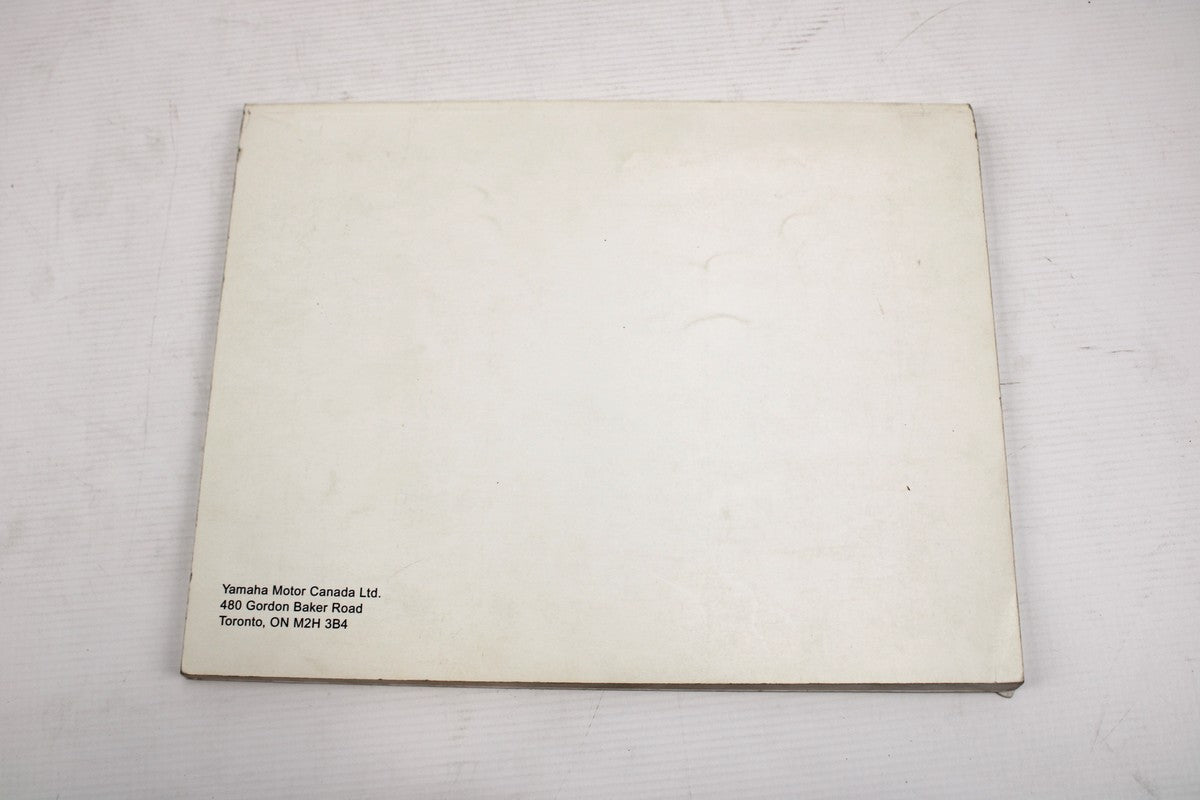 Yamaha Motor Canada Ltd.
480 Gordon Baker Road
Toronto, ON M2H 3B4